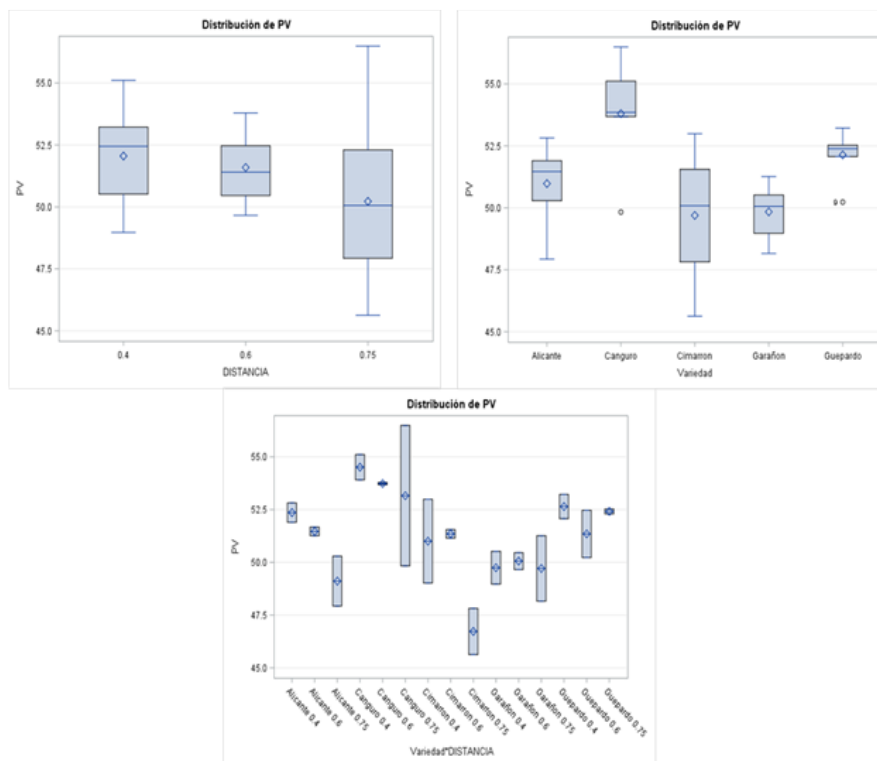 Distribución de PV
55.0
52.5
PV
50.0
47.5
45.0
0.4 0.6 0.75
DISTANCIA
Distribución de PV
55.0
52.5
PV
50.0
9
47.5
45.0
Alicante Canguro Cimarron Garañon Guepardo
Variedad
Distribución de PV
55.0
52.5
PV
50.0
47.5
45.0
Alicante 0.4
Alicante 0.6
Alicante 0.75
Canguro 0.4
Canguro 0.6
Canguro 0.75
Cimarron 0.4
Cimarron 0.6
Cimarron 0.75
Garañon 0.4
Garañon 0.6
Garañon 0.75
Guepardo 0.4
Guepardo 0.6
Guepardo 0.75
Variedad*DISTANCIA